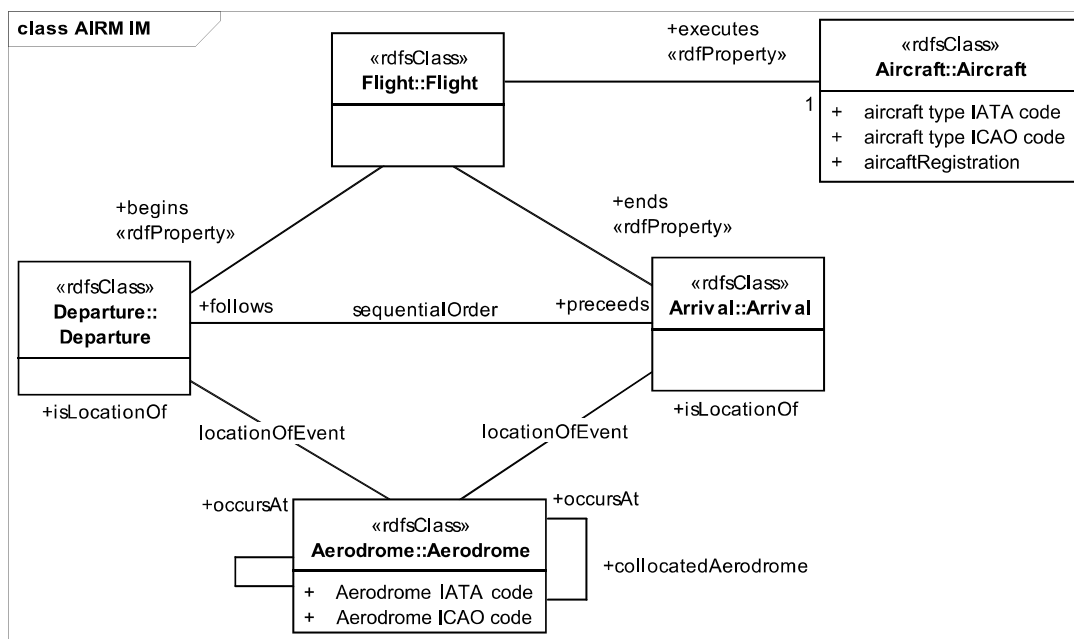 class AIRM IM
«rdfsClass»
Flight::Flight
+executes
«rdfProperty»
1
«rdfsClass»
Aircraft::Aircraft
+ aircraft type IATA code
+ aircraft type ICAO code
+ aircaftRegistration
+begins
«rdfProperty»
+ends
«rdfProperty»
«rdfsClass»
Departure::
Departure
+follows
sequentialOrder
+preceeds
«rdfsClass»
Arrival::Arrival
+isLocationOf
+isLocationOf
locationOfEvent
locationOfEvent
+occursAt
+occursAt
«rdfsClass»
Aerodrome::Aerodrome
+ Aerodrome IATA code
+ Aerodrome ICAO code
+collocatedAerodrome